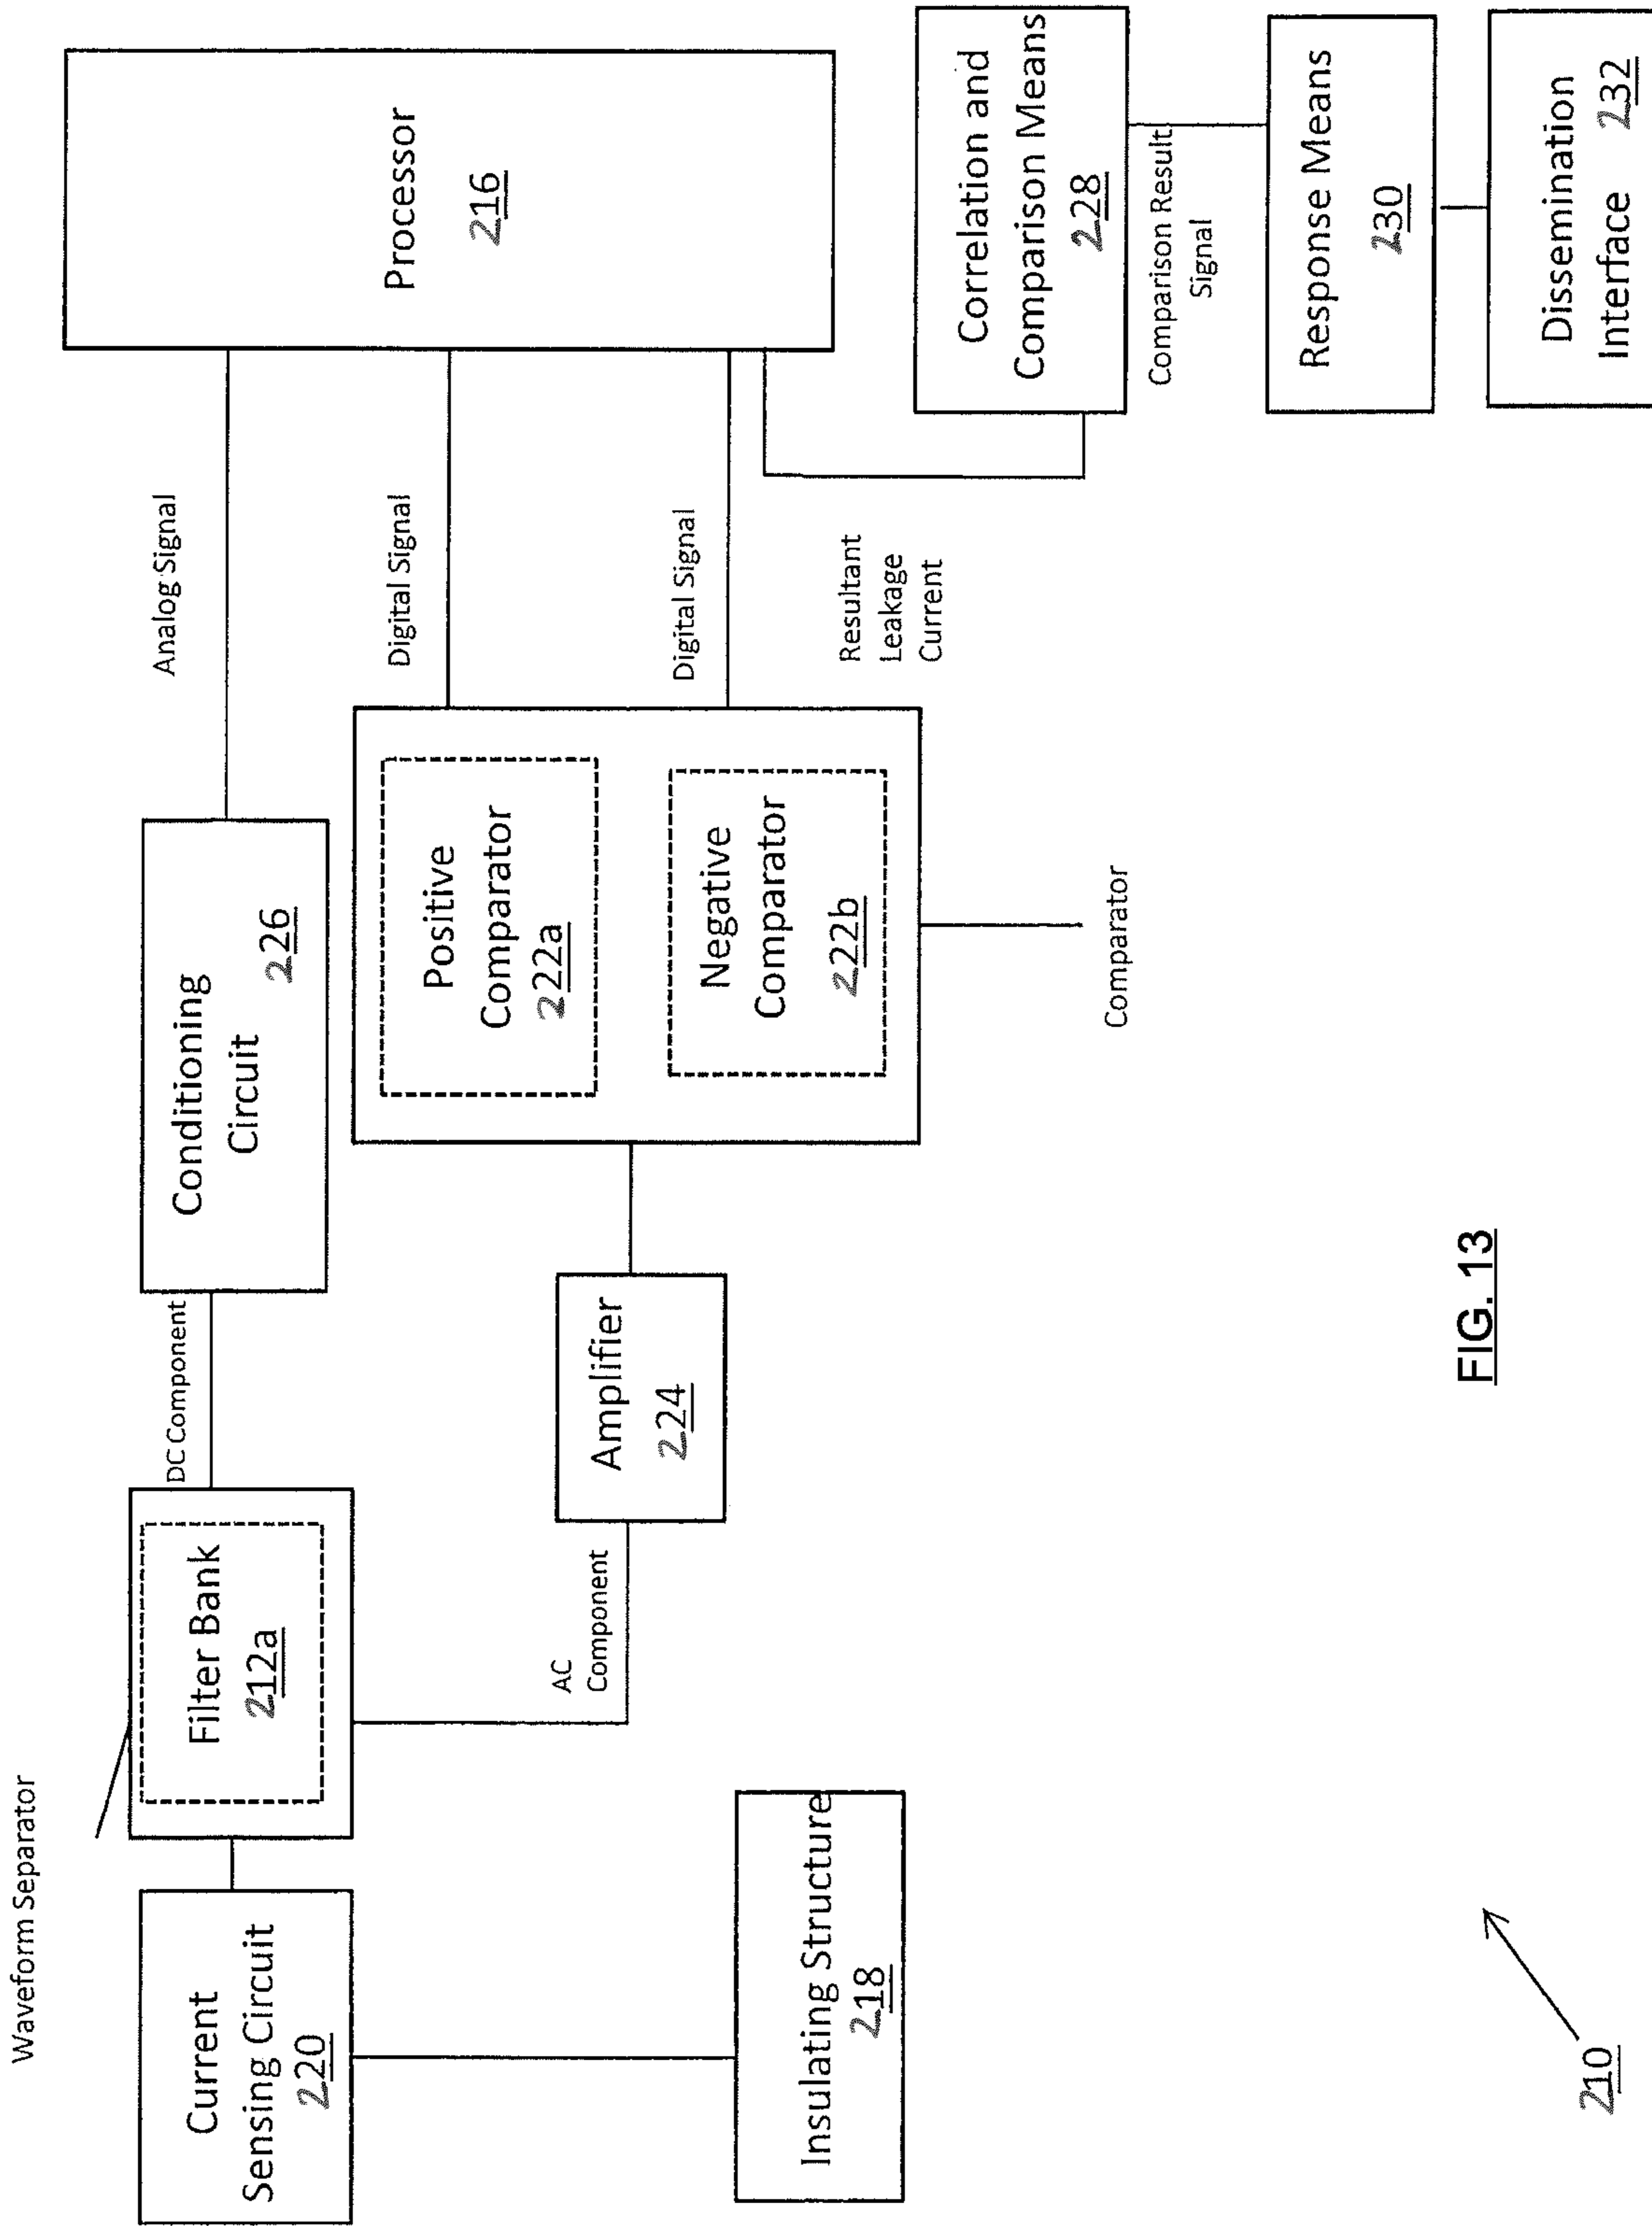 Waveform Separator
Current
Sensing Circuit
220
Filter Bank
212a
DC Component
Conditioning
Circuit
226
Analog Signal
Processor
216
AC
Component
Amplifier
224
Positive
Comparator
222a
Negative
Comparator
222b
Digital Signal
Digital Signal
Resultant
Leakage
Current
Comparator
Insulating Structure
218
Correlation and
Comparison Means
228
Comparison Result
Signal
Response Means
230
Dissemination
Interface 232
210
FIG. 13